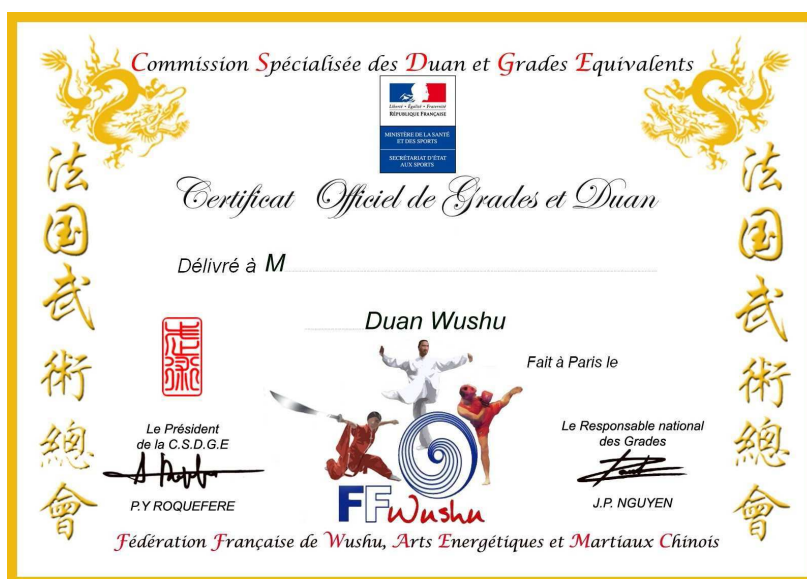 Commission Spécialisée des Duan et Grades Equivalents
Liberté • Égalité • Fraternité
RÉPUBLIQUE FRANÇAISE
MINISTÈRE DE LA SANTÉ
ET DES SPORTS
SECRÉTARIAT D'ÉTAT
AUX SPORTS
Certificat Officiel de Grades et Duan
Délivré à M
Duan Wushu
Fait à Paris le
法国武術總會
法国武術總會
武術
Le Président
de la C.S.D.G.E
P.Y ROQUEFERE
Le Responsable national
des Grades
J.P. NGUYEN
FFWushu
Fédération Française de Wushu, Arts Energétiques et Martiaux Chinois